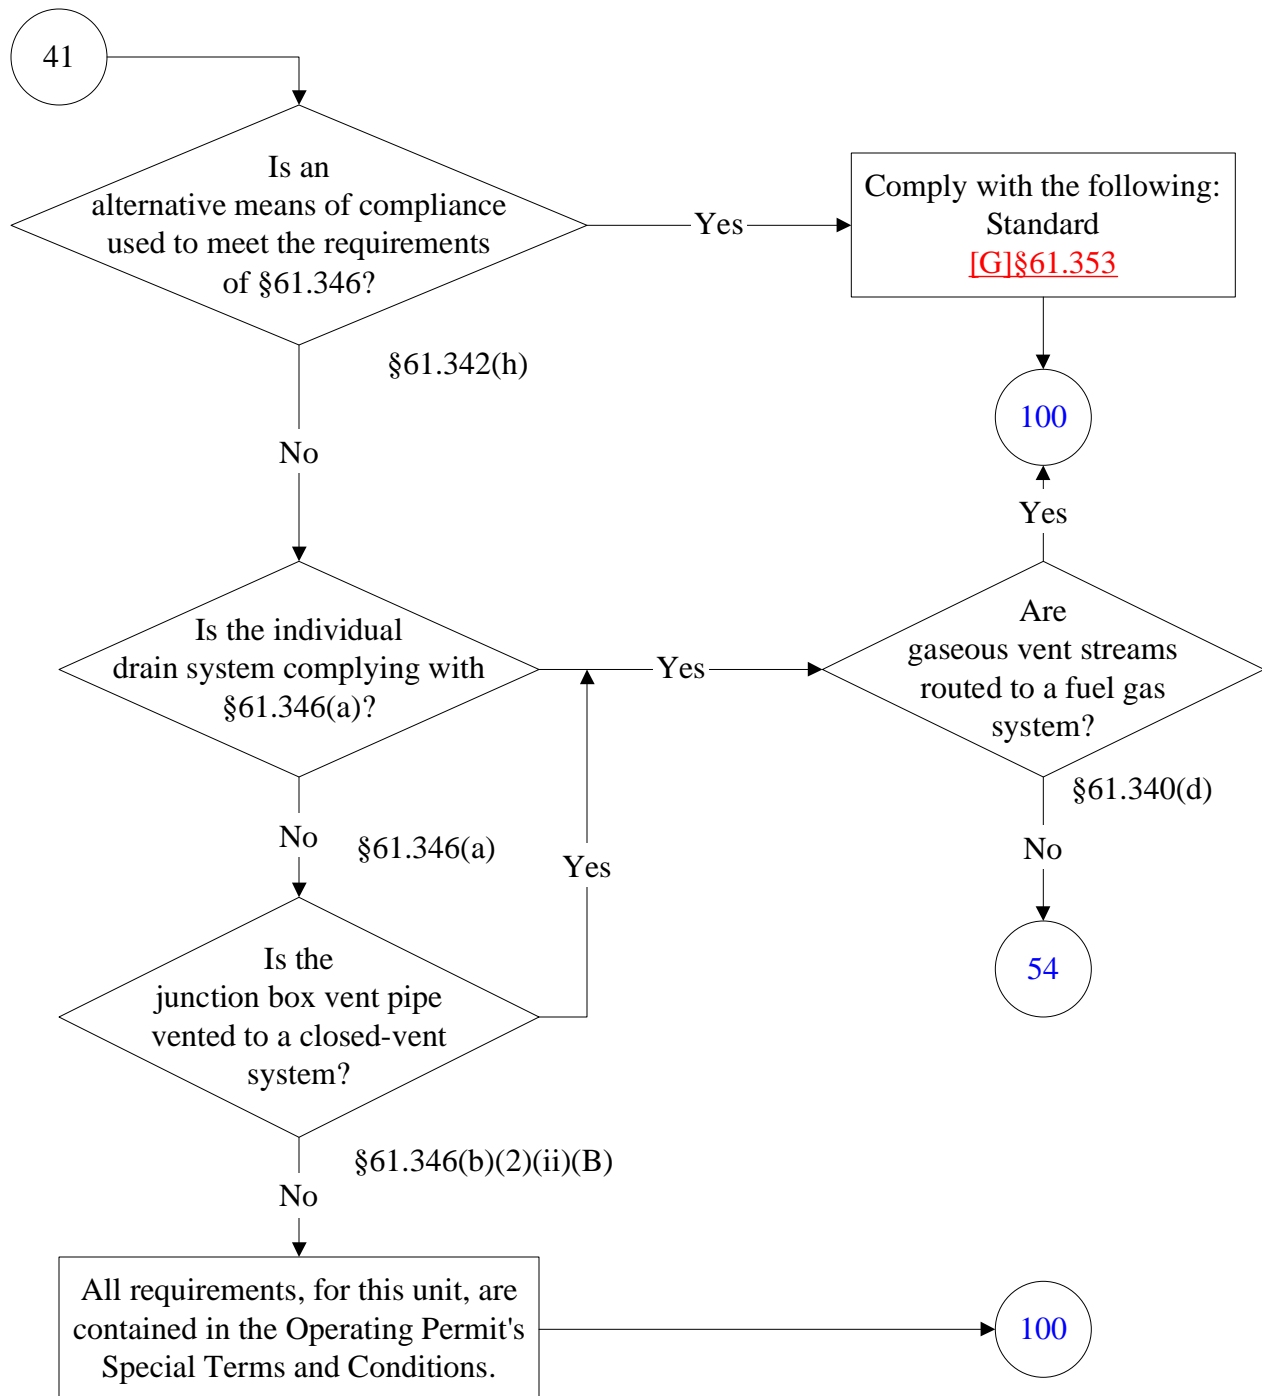 41
Is an
alternative means of compliance
used to meet the requirements
of §61.346?
Yes
Comply with the following:
Standard
[G]§61.353
§61.342(h)
100
No
Yes
Is the individual
drain system complying with
§61.346(a)?
Yes
Are
gaseous vent streams
routed to a fuel gas
system?
§61.340(d)
No
§61.346(a)
Yes
No
Is the
junction box vent pipe
vented to a closed-vent
system?
54
§61.346(b)(2)(ii)(B)
No
All requirements, for this unit, are
contained in the Operating Permit's
Special Terms and Conditions.
100